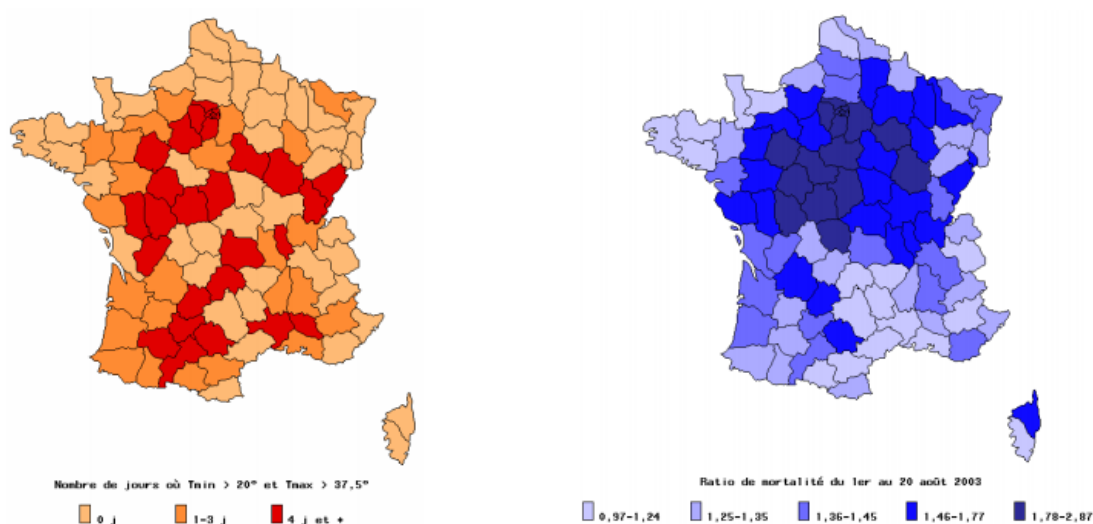 Nombre de jours où Tmin > 20° et Tmax > 37,5°
0 j 1-3 j 4 j et +
Ratio de mortalité du 1er au 20 août 2003
0,97-1,24 1,25-1,35 1,36-1,45 1,46-1,77 1,78-2,87